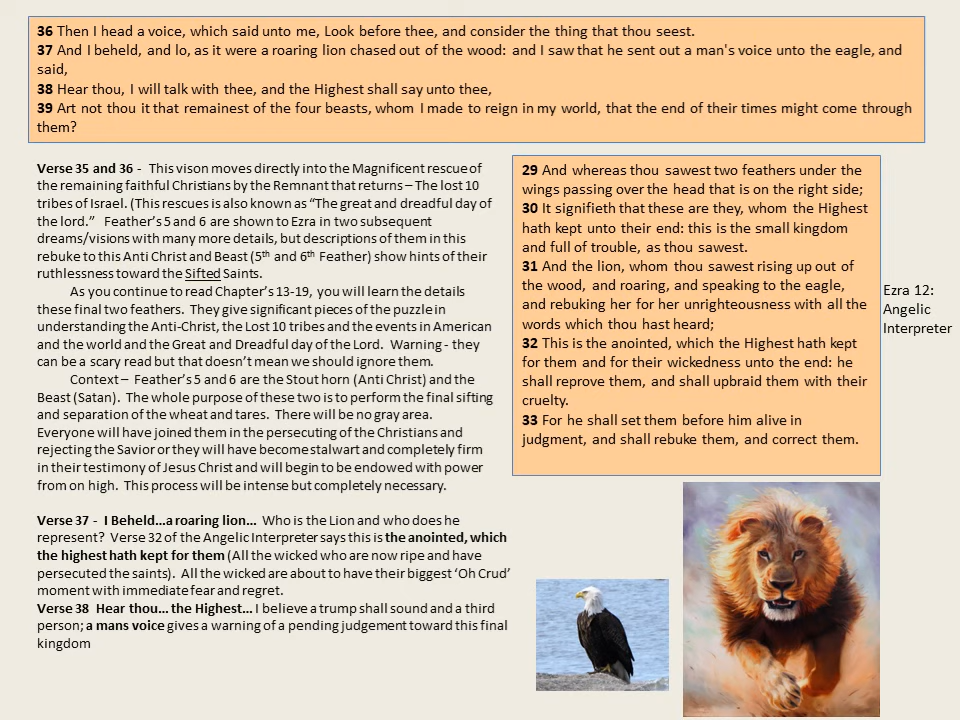 36 Then I head a voice, which said unto me, Look before thee, and consider the thing that thou seest.
37 And I beheld, and lo, as it were a roaring lion chased out of the wood: and I saw that he sent out a man's voice unto the eagle, and
said,
38 Hear thou, I will talk with thee, and the Highest shall say unto thee,
39 Art not thou it that remainest of the four beasts, whom I made to reign in my world, that the end of their times might come through
them?
Verse 35 and 36 - This vison moves directly into the Magnificent rescue of
the remaining faithful Christians by the Remnant that returns – The lost 10
tribes of Israel. (This rescues is also known as “The great and dreadful day of
the lord.” Feather’s 5 and 6 are shown to Ezra in two subsequent
dreams/visions with many more details, but descriptions of them in this
rebuke to this Anti Christ and Beast (5th and 6th Feather) show hints of their
ruthlessness toward the Sifted Saints.
As you continue to read Chapter’s 13-19, you will learn the details
these final two feathers. They give significant pieces of the puzzle in
understanding the Anti-Christ, the Lost 10 tribes and the events in American
and the world and the Great and Dreadful day of the Lord. Warning - they
can be a scary read but that doesn’t mean we should ignore them.
Context – Feather’s 5 and 6 are the Stout horn (Anti Christ) and the
Beast (Satan). The whole purpose of these two is to perform the final sifting
and separation of the wheat and tares. There will be no gray area.
Everyone will have joined them in the persecuting of the Christians and
rejecting the Savior or they will have become stalwart and completely firm
in their testimony of Jesus Christ and will begin to be endowed with power
from on high. This process will be intense but completely necessary.
Verse 37 - I Beheld…a roaring lion… Who is the Lion and who does he
represent? Verse 32 of the Angelic Interpreter says this is the anointed, which
the highest hath kept for them (All the wicked who are now ripe and have
persecuted the saints). All the wicked are about to have their biggest ‘Oh Crud’
moment with immediate fear and regret.
Verse 38 Hear thou… the Highest… I believe a trump shall sound and a third
person; a mans voice gives a warning of a pending judgement toward this final
kingdom
29 And whereas thou sawest two feathers under the
wings passing over the head that is on the right side;
30 It signifieth that these are they, whom the Highest
hath kept unto their end: this is the small kingdom
and full of trouble, as thou sawest.
31 And the lion, whom thou sawest rising up out of
the wood, and roaring, and speaking to the eagle,
and rebuking her for her unrighteousness with all the
words which thou hast heard;
32 This is the anointed, which the Highest hath kept
for them and for their wickedness unto the end: he
shall reprove them, and shall upbraid them with their
cruelty.
33 For he shall set them before him alive in
judgment, and shall rebuke them, and correct them.
Ezra 12:
Angelic
Interpreter